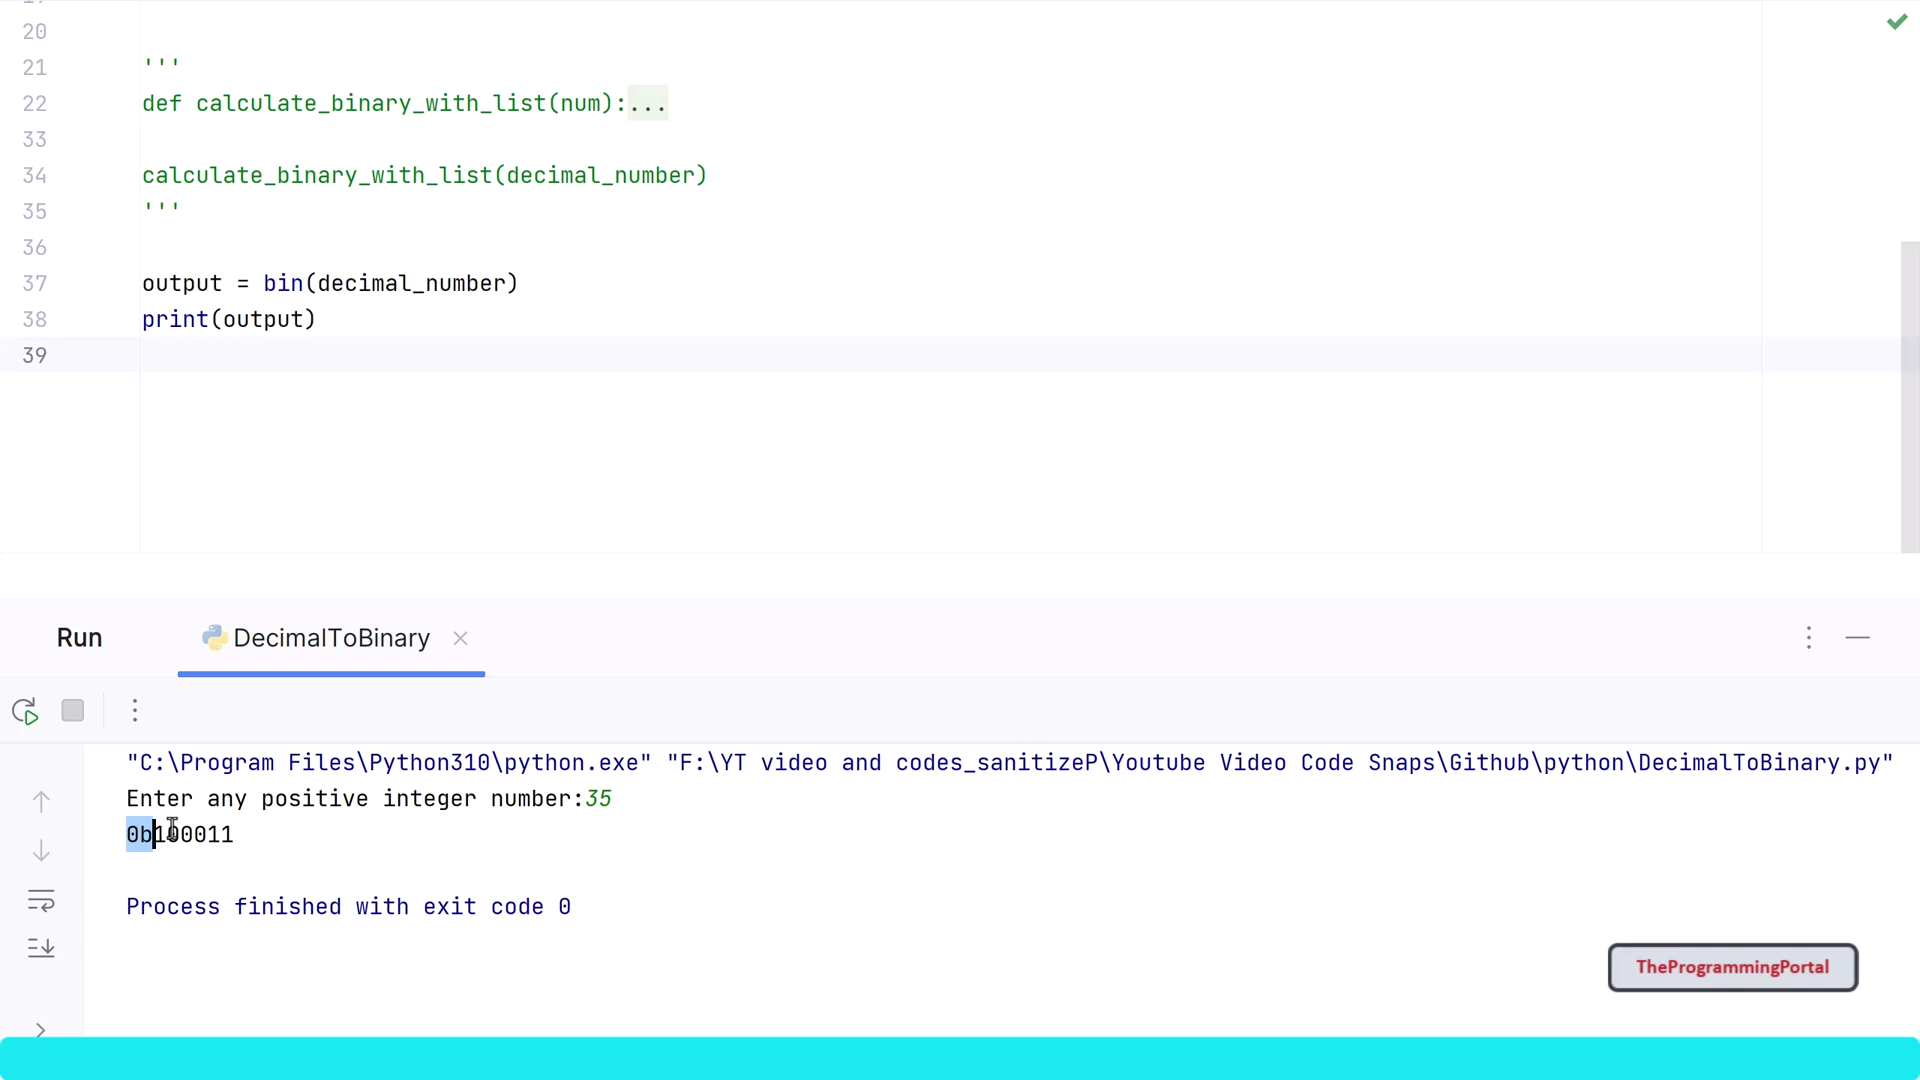 20
21 '''
22 def calculate_binary_with_list(num):...
33
34 calculate_binary_with_list(decimal_number)
35 '''
36
37 output = bin(decimal_number)
38 print(output)
39
Run DecimalToBinary
"C:\Program Files\Python310\python.exe" "F:\YT video and codes_sanitizeP\Youtube Video Code Snaps\Github\python\DecimalToBinary.py"
Enter any positive integer number:35
0b100011
Process finished with exit code 0
TheProgrammingPortal